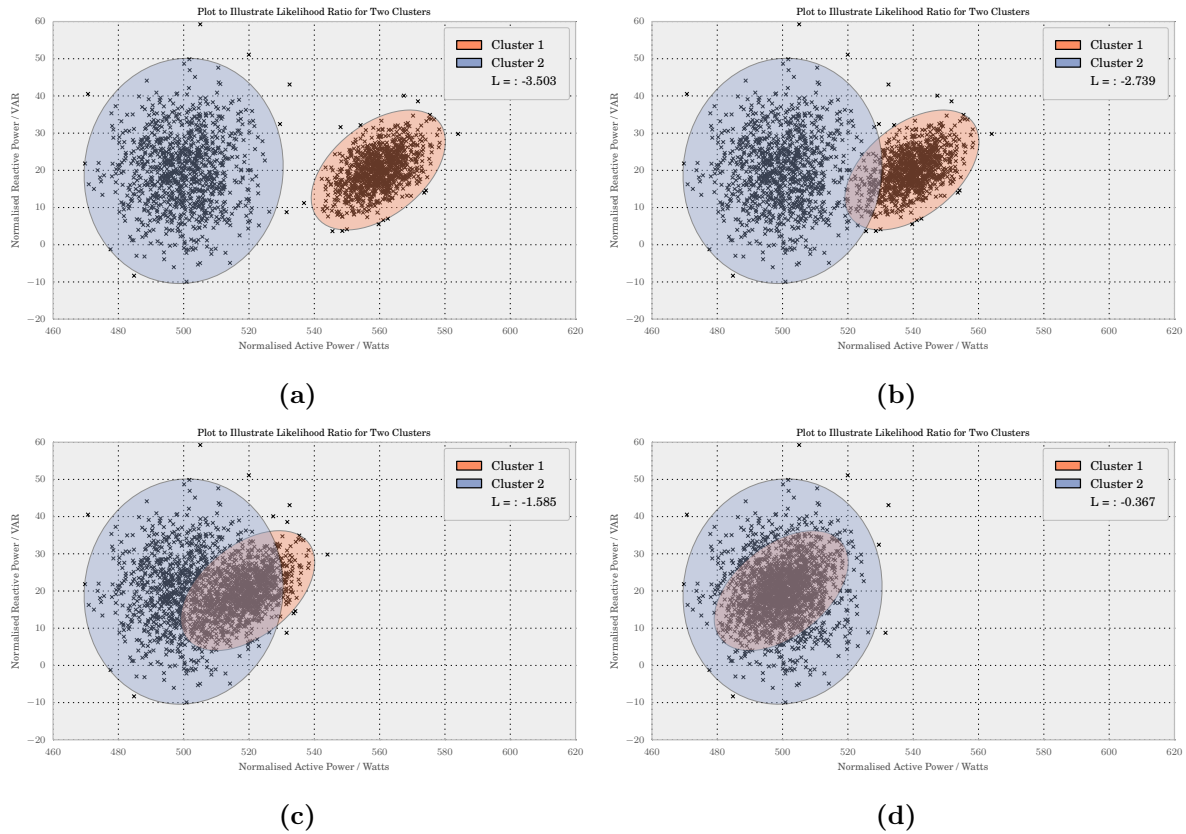 Plot to Illustrate Likelihood Ratio for Two Clusters
60
50
40
30
20
10
0
−10
−20
Normalised Reactive Power / VAR
Cluster 1
Cluster 2
L = : -3.503
460 480 500 520 540 560 580 600 620
Normalised Active Power / Watts
(a)
Plot to Illustrate Likelihood Ratio for Two Clusters
60
50
40
30
20
10
0
−10
−20
Normalised Reactive Power / VAR
Cluster 1
Cluster 2
L = : -2.739
460 480 500 520 540 560 580 600 620
Normalised Active Power / Watts
(b)
Plot to Illustrate Likelihood Ratio for Two Clusters
60
50
40
30
20
10
0
−10
−20
Normalised Reactive Power / VAR
Cluster 1
Cluster 2
L = : -1.585
460 480 500 520 540 560 580 600 620
Normalised Active Power / Watts
(c)
Plot to Illustrate Likelihood Ratio for Two Clusters
60
50
40
30
20
10
0
−10
−20
Normalised Reactive Power / VAR
Cluster 1
Cluster 2
L = : -0.367
460 480 500 520 540 560 580 600 620
Normalised Active Power / Watts
(d)